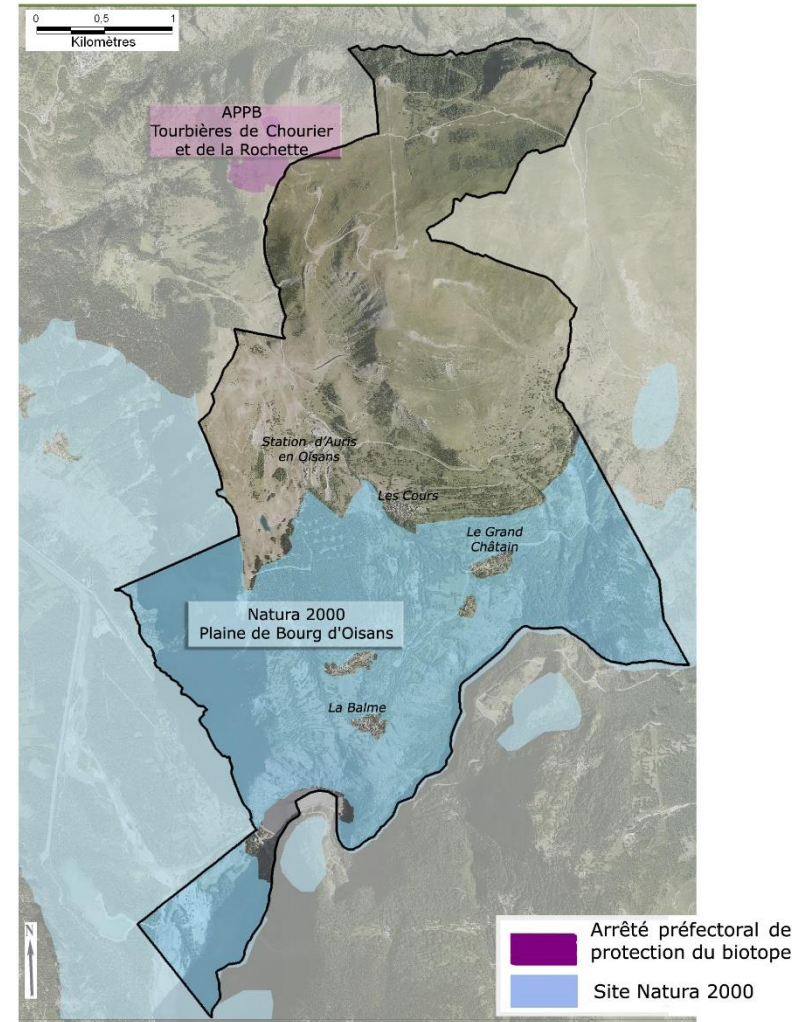 0 0,5 1
Kilomètres
APPB
Tourbières de Chourier
et de la Rochette
Station d'Auris
en Oisans
Les Cours
Le Grand
Châtain
Natura 2000
Plaine de Bourg d'Oisans
La Balme
N
Arrêté préfectoral de
protection du biotope
Site Natura 2000